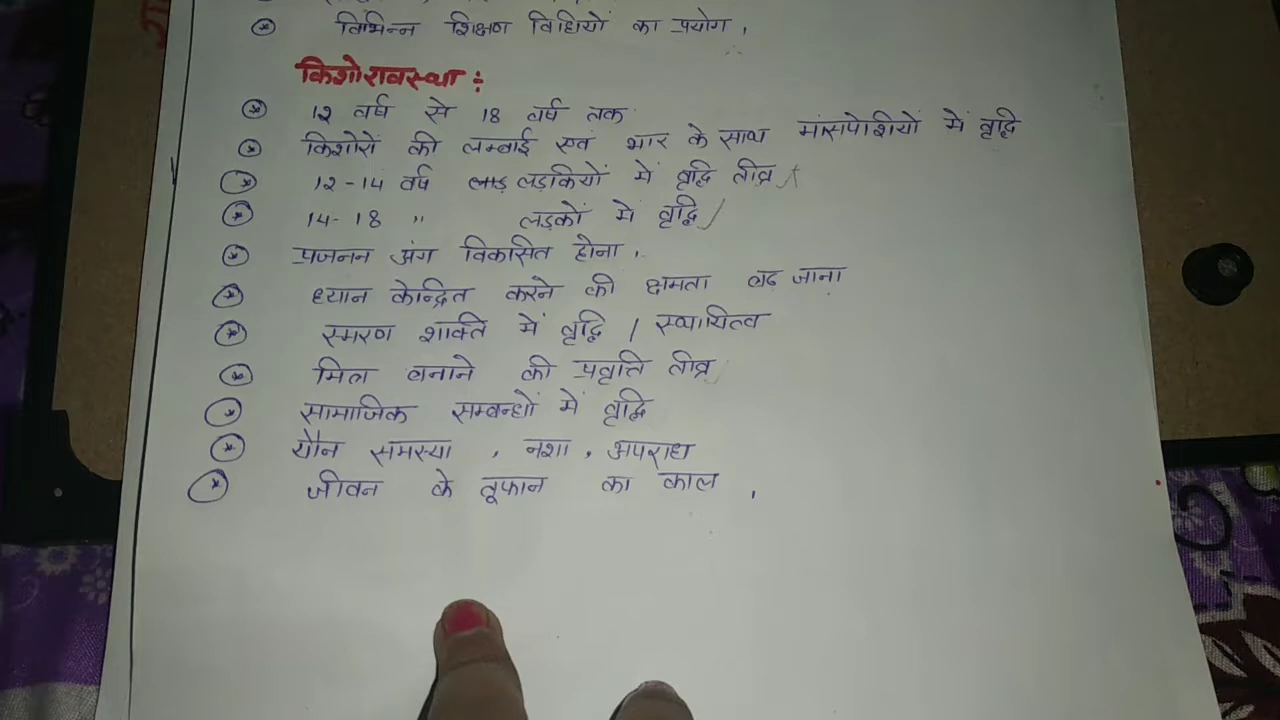 विभिन्न शिक्षण विधियों का प्रयोग.
किशोरावस्था :
12 वर्ष से 18 वर्ष तक
किशोरों की लम्बाई एवं भार के साथ मांसपेशियों में वृद्धि
12-14 वर्ष लड़कियों में वृद्धि तीव्र
14-18 " लड़कों में वृद्धि
प्रजनन अंग विकसित होना.
ध्यान केन्द्रित करने की क्षमता बढ़ जाना
स्मरण शक्ति में वृद्धि / स्थायित्व
मित्र बनाने की प्रवृत्ति तीव्र
सामाजिक सम्बन्धों में वृद्धि
यौन समस्या, नशा, अपराध
जीवन के तूफान का काल.